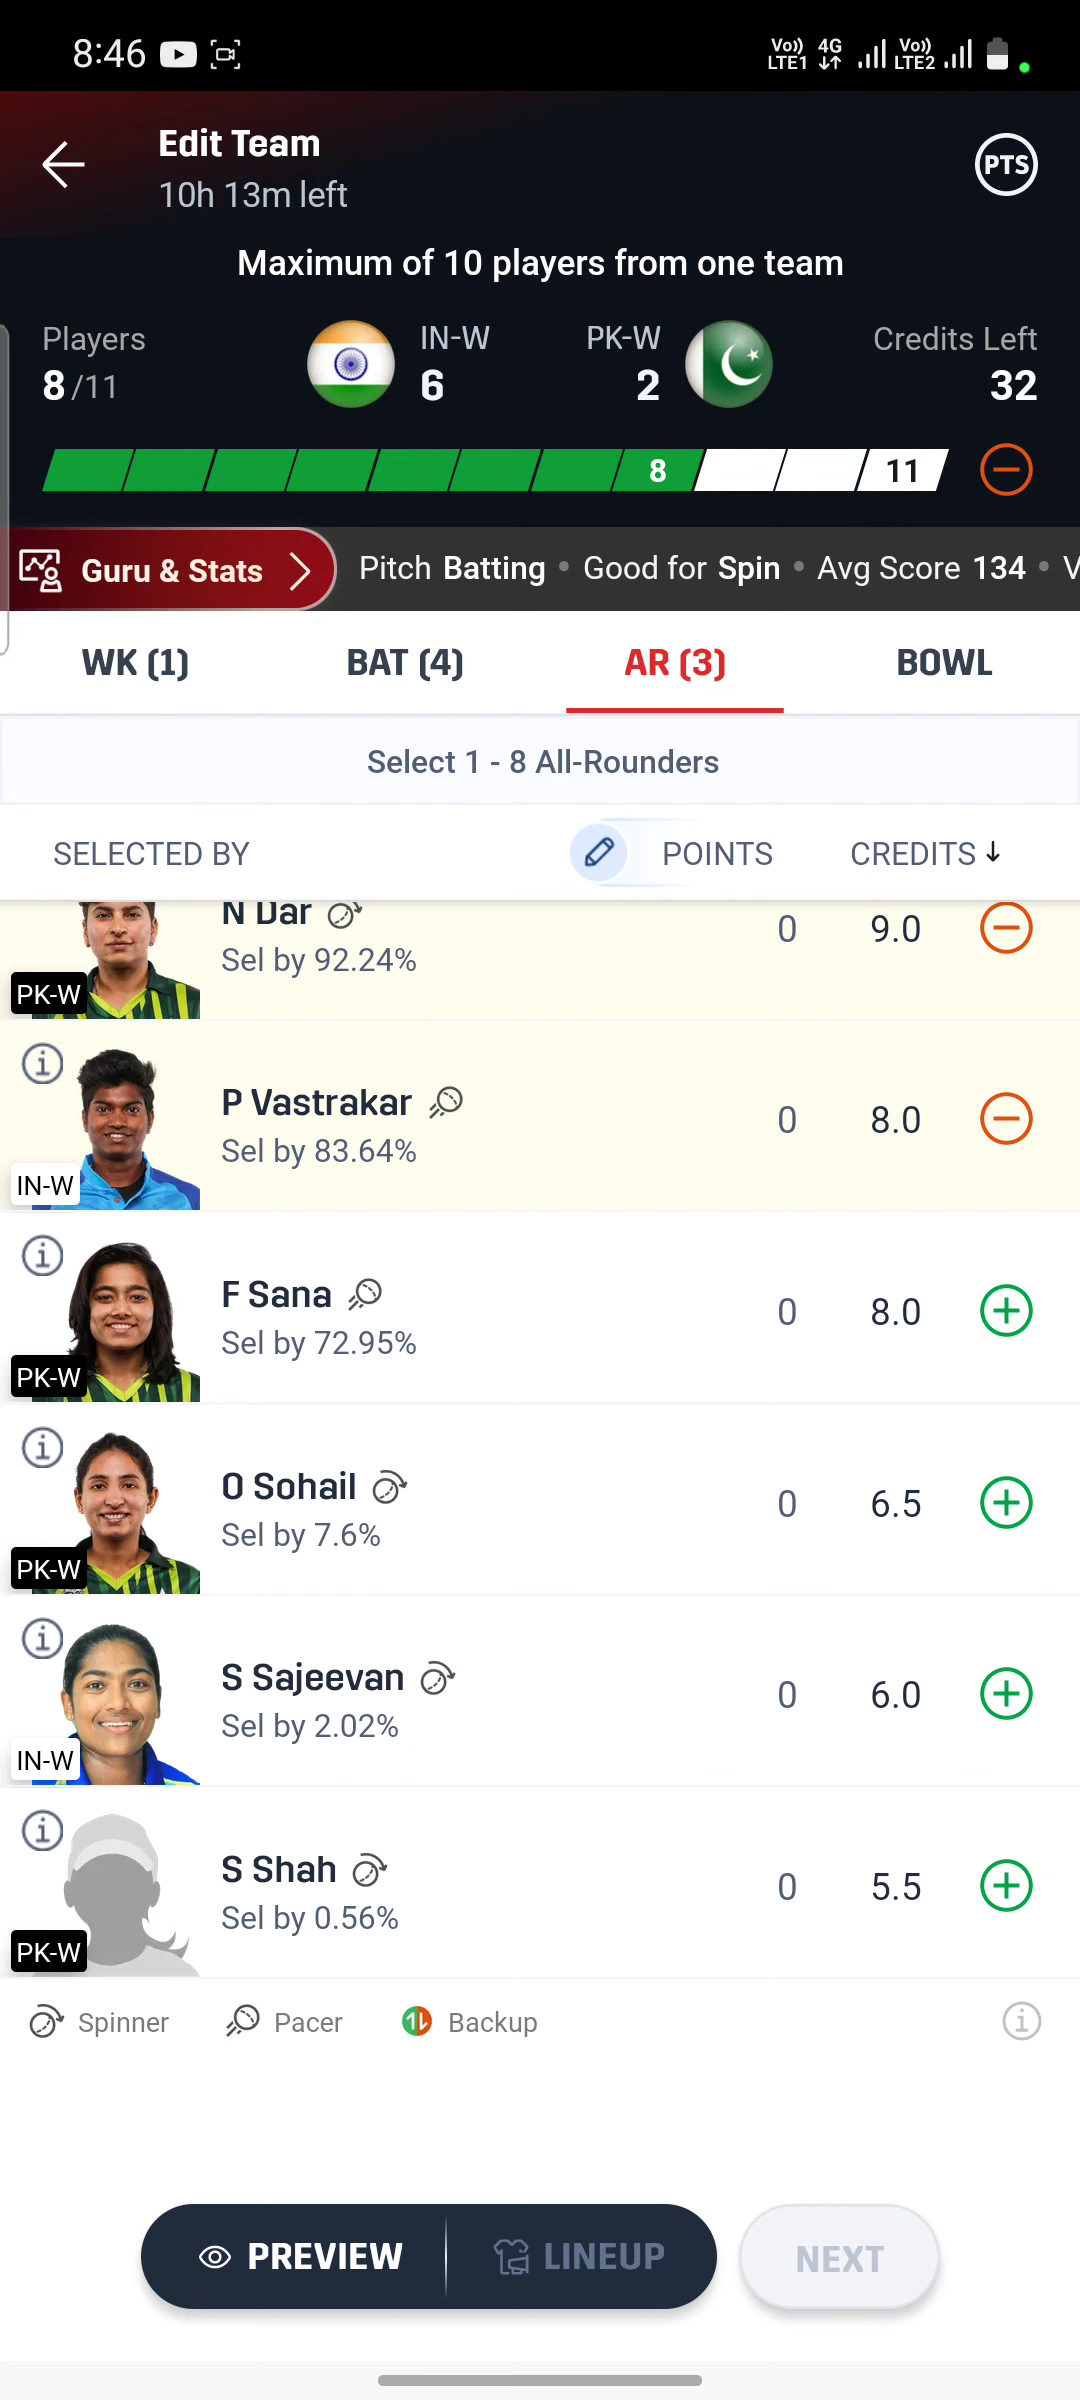 8:46
Vo)) LTE1 4G Vo)) LTE2
Edit Team
10h 13m left
PTS
Maximum of 10 players from one team
Players
8/11
IN-W
6
PK-W
2
Credits Left
32
8
11
Guru & Stats
Pitch Batting • Good for Spin • Avg Score 134 • V
WK (1)
BAT (4)
AR (3)
BOWL
Select 1 - 8 All-Rounders
SELECTED BY
POINTS
CREDITS ↓
N Dar
Sel by 92.24%
PK-W
0
9.0
P Vastrakar
Sel by 83.64%
IN-W
0
8.0
F Sana
Sel by 72.95%
PK-W
0
8.0
O Sohail
Sel by 7.6%
PK-W
0
6.5
S Sajeevan
Sel by 2.02%
IN-W
0
6.0
S Shah
Sel by 0.56%
PK-W
0
5.5
Spinner
Pacer
Backup
PREVIEW
LINEUP
NEXT